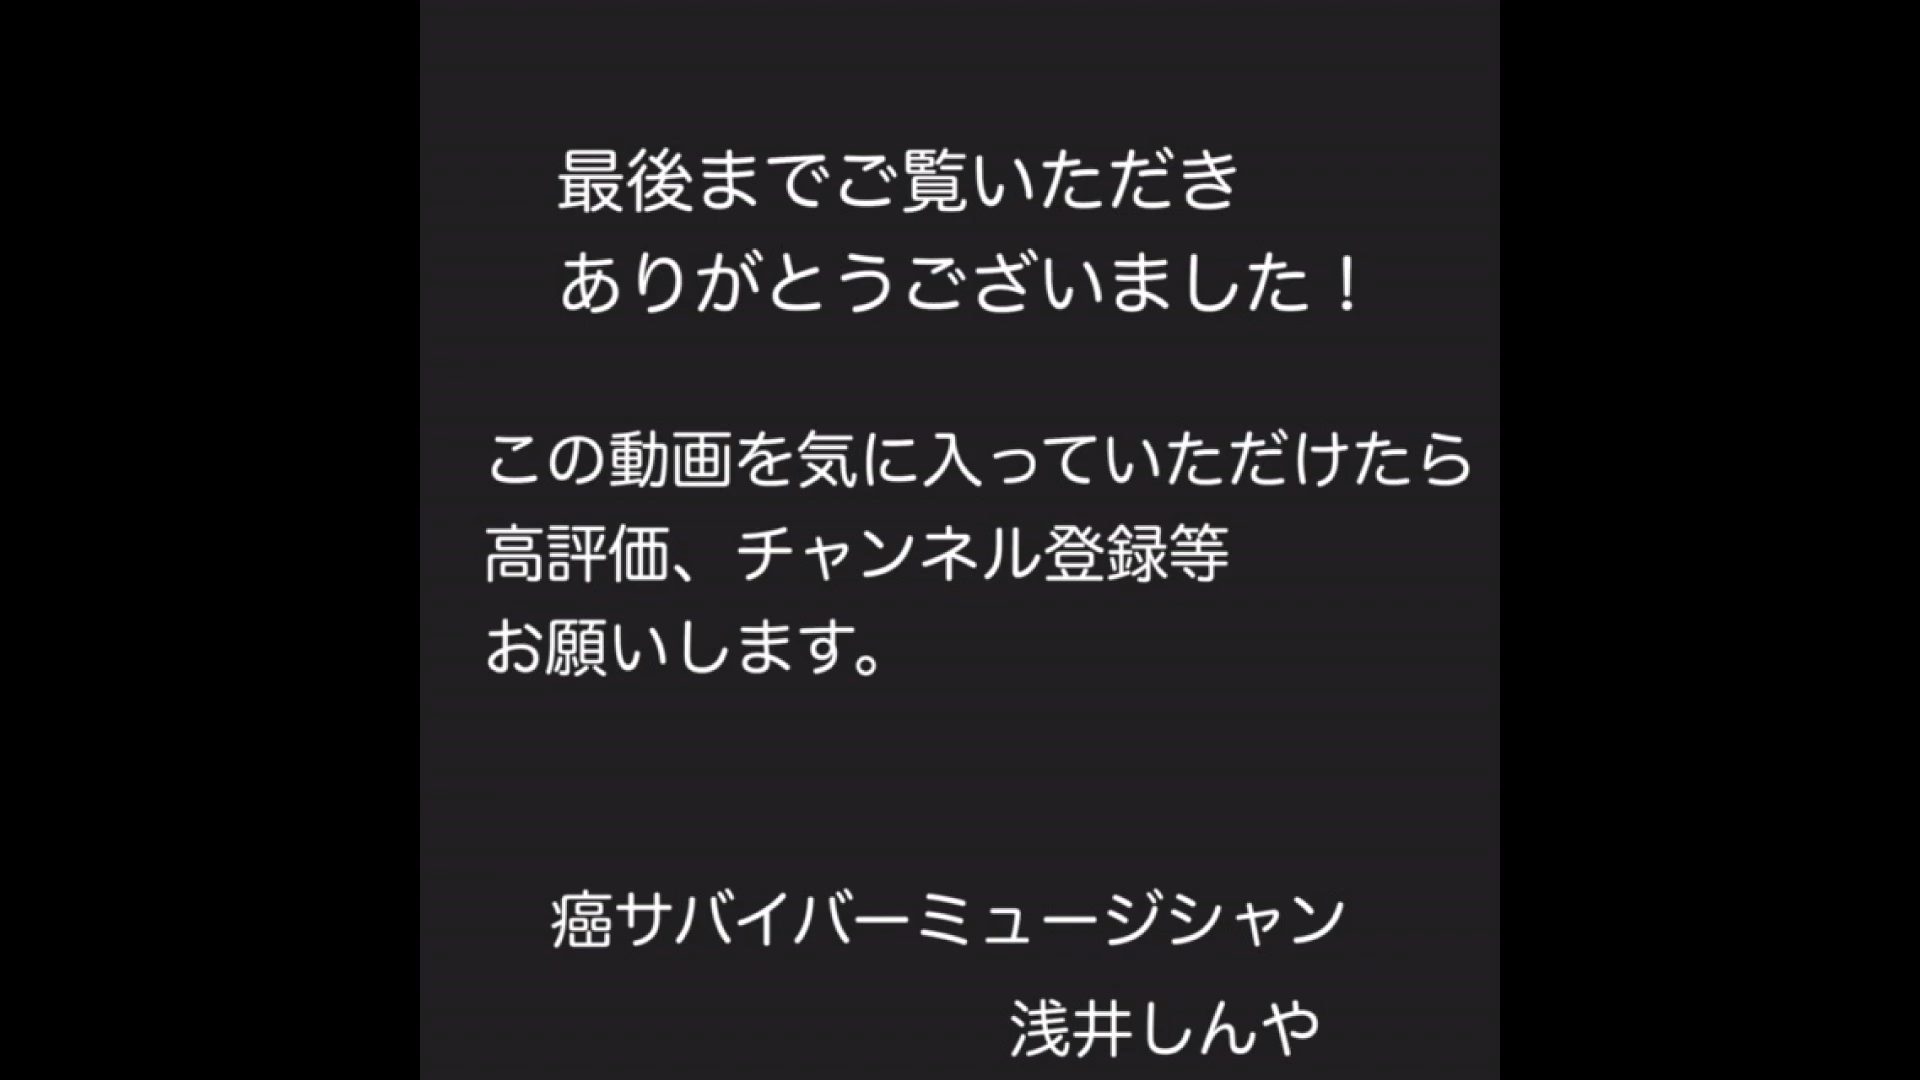 最後までご覧いただき
ありがとうございました！
この動画を気に入っていただけたら
高評価、チャンネル登録等
お願いします。
癌サバイバーミュージシャン
浅井しんや